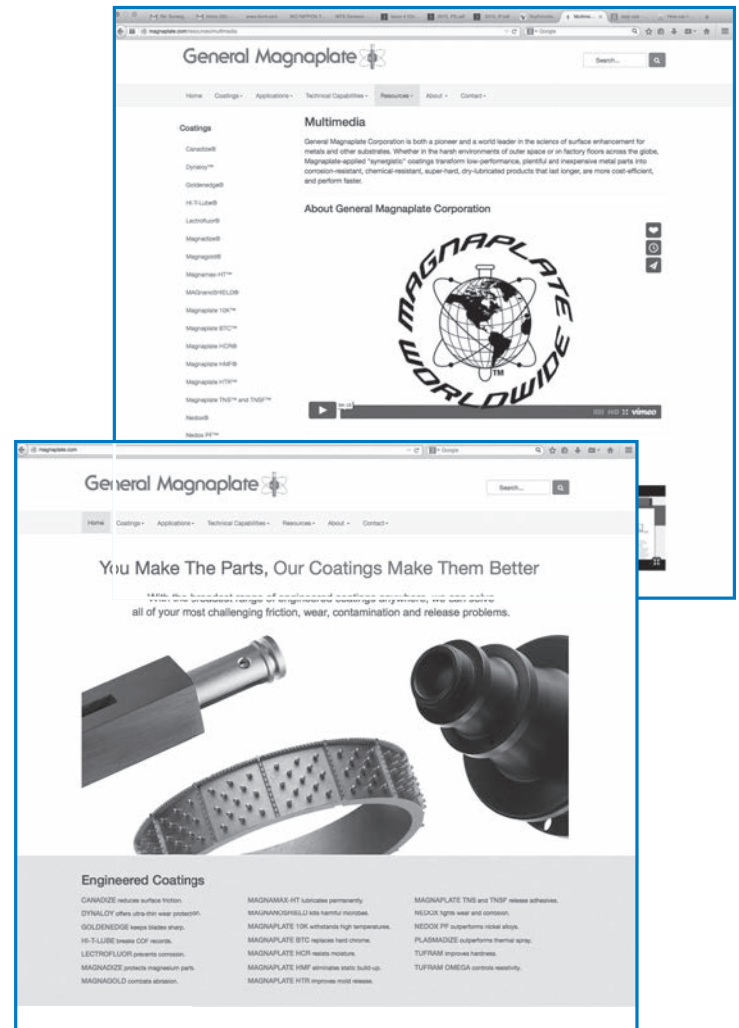 magnaplate.com/resources/multimedia
Google
General Magnaplate
Search...
Home Coatings Applications Technical Capabilities Resources About Contact
Coatings
Canadize®
Dynaloy™
Goldenedge®
Hi-T-Lube®
Lectrofluor®
Magnadize®
Magnagold®
Magnamax-HT™
MAGnanoSHIELD®
Magnaplate 10K™
Magnaplate BTC™
Magnaplate HCR®
Magnaplate HMF®
Magnaplate HTR™
Magnaplate TNS™ and TNSF™
Nedox®
Nedox PF™
Multimedia
General Magnaplate Corporation is both a pioneer and a world leader in the science of surface enhancement for
metals and other substrates. Whether in the harsh environments of outer space or on factory floors across the globe,
Magnaplate-applied "synergistic" coatings transform low-performance, plentiful and inexpensive metal parts into
corrosion-resistant, chemical-resistant, super-hard, dry-lubricated products that last longer, are more cost-efficient,
and perform faster.
About General Magnaplate Corporation
MAGNAPLATE
WORLDWIDE
TM
HD vimeo
magnaplate.com
Google
General Magnaplate
Search...
Home Coatings Applications Technical Capabilities Resources About Contact
You Make The Parts, Our Coatings Make Them Better
With the broadest range of engineered coatings anywhere, we can solve
all of your most challenging friction, wear, contamination and release problems.
Engineered Coatings
CANADIZE reduces surface friction.
DYNALOY offers ultra-thin wear protection.
GOLDENEDGE keeps blades sharp.
HI-T-LUBE breaks COF records.
LECTROFLUOR prevents corrosion.
MAGNADIZE protects magnesium parts.
MAGNAGOLD combats abrasion.
MAGNAMAX-HT lubricates permanently.
MAGNANOSHIELD kills harmful microbes.
MAGNAPLATE 10K withstands high temperatures.
MAGNAPLATE BTC replaces hard chrome.
MAGNAPLATE HCR resists moisture.
MAGNAPLATE HMF eliminates static build-up.
MAGNAPLATE HTR improves mold release.
MAGNAPLATE TNS and TNSF release adhesives.
NEDOX fights wear and corrosion.
NEDOX PF outperforms nickel alloys.
PLASMADIZE outperforms thermal spray.
TUFRAM improves hardness.
TUFRAM OMEGA controls resistivity.